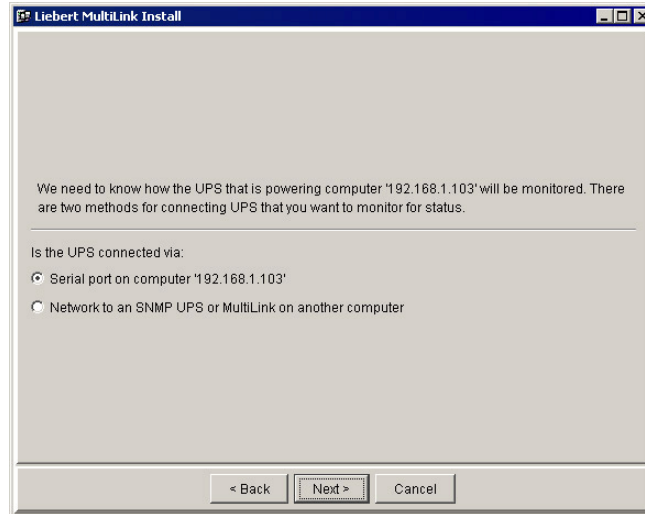 Liebert MultiLink Install
We need to know how the UPS that is powering computer '192.168.1.103' will be monitored. There
are two methods for connecting UPS that you want to monitor for status.
Is the UPS connected via:
Serial port on computer '192.168.1.103'
Network to an SNMP UPS or MultiLink on another computer
< Back Next > Cancel